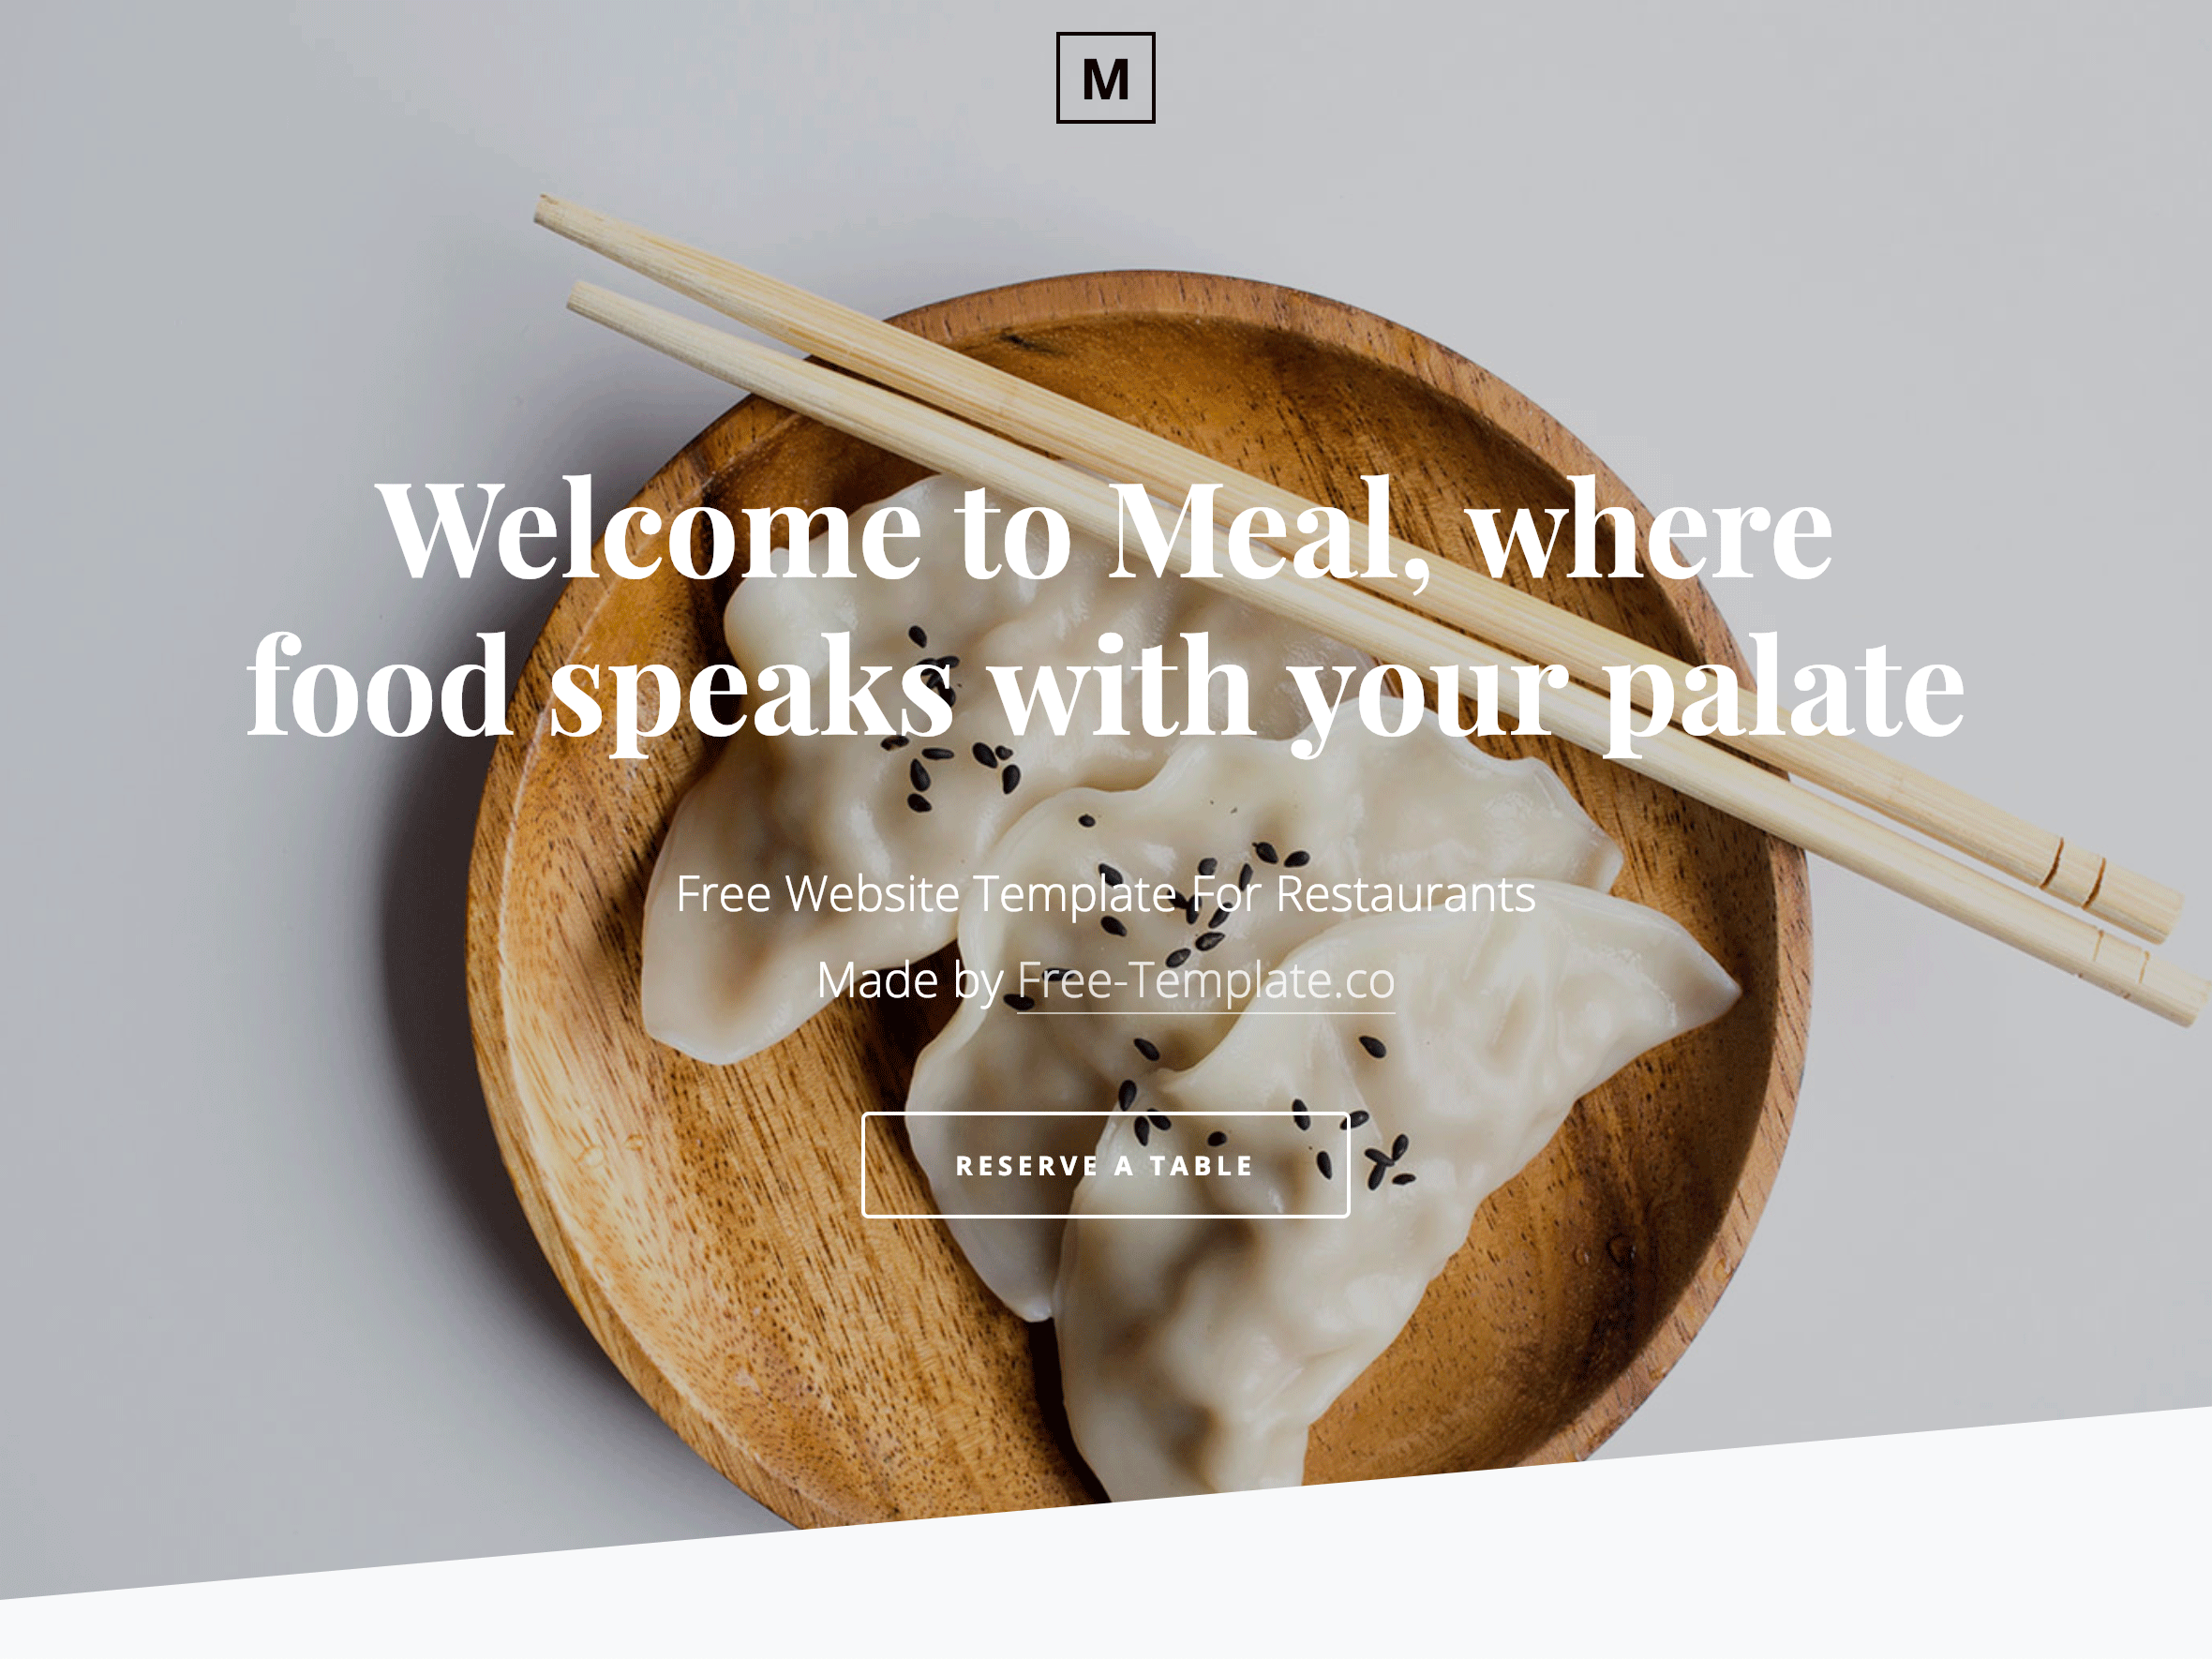 M
Welcome to Meal, where
food speaks with your palate
Free Website Template For Restaurants
Made by Free-Template.co
RESERVE A TABLE